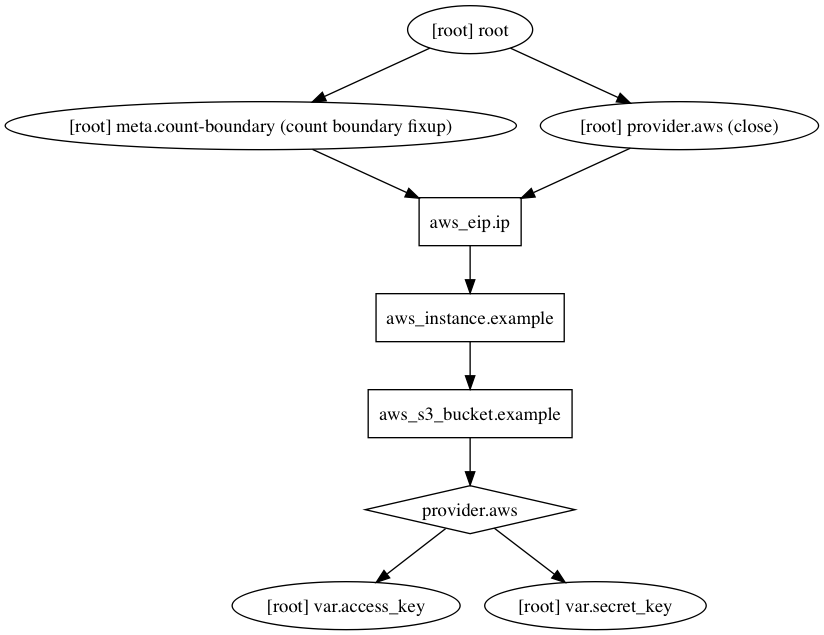 [root] root
[root] meta.count-boundary (count boundary fixup)
[root] provider.aws (close)
aws_eip.ip
aws_instance.example
aws_s3_bucket.example
provider.aws
[root] var.access_key
[root] var.secret_key